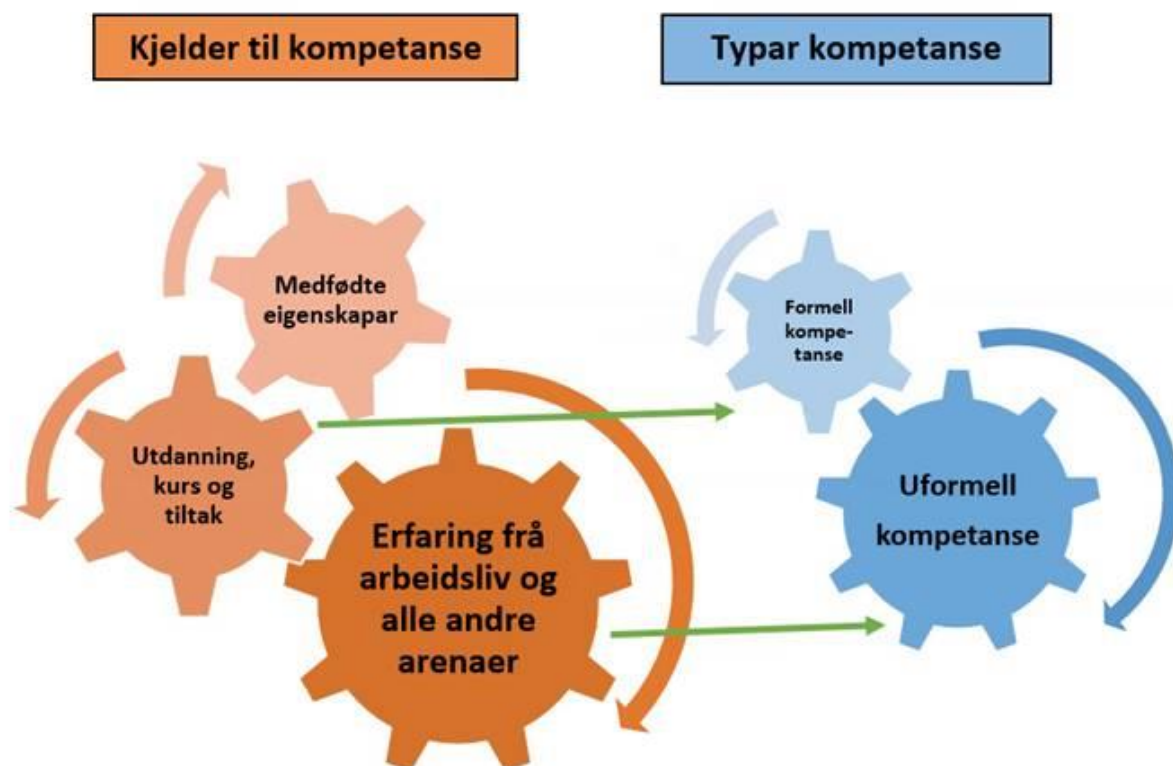 Kjelder til kompetanse
Typar kompetanse
Medfødte
eigenskapar
Utdanning,
kurs og
tiltak
Erfaring frå
arbeidsliv og
alle andre
arenaer
Formell
kompe-
tanse
Uformell
kompetanse